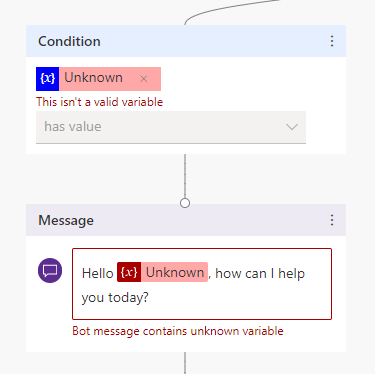 Condition
{x} Unknown ×
This isn't a valid variable
has value
Message
Hello {x} Unknown , how can I help
you today?
Bot message contains unknown variable